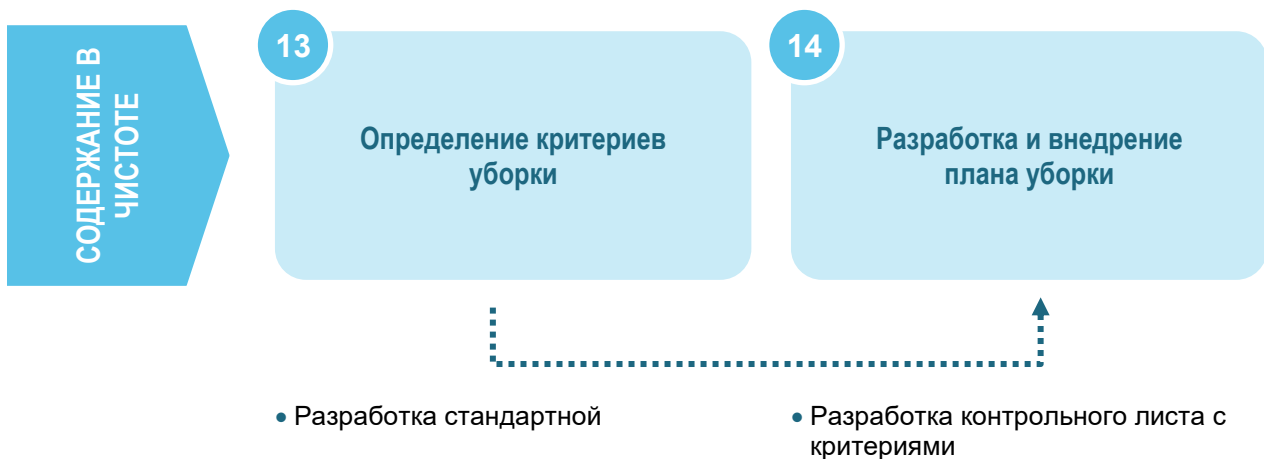 СОДЕРЖАНИЕ В
ЧИСТОТЕ
13
Определение критериев
уборки
14
Разработка и внедрение
плана уборки
• Разработка стандартной
• Разработка контрольного листа с
критериями